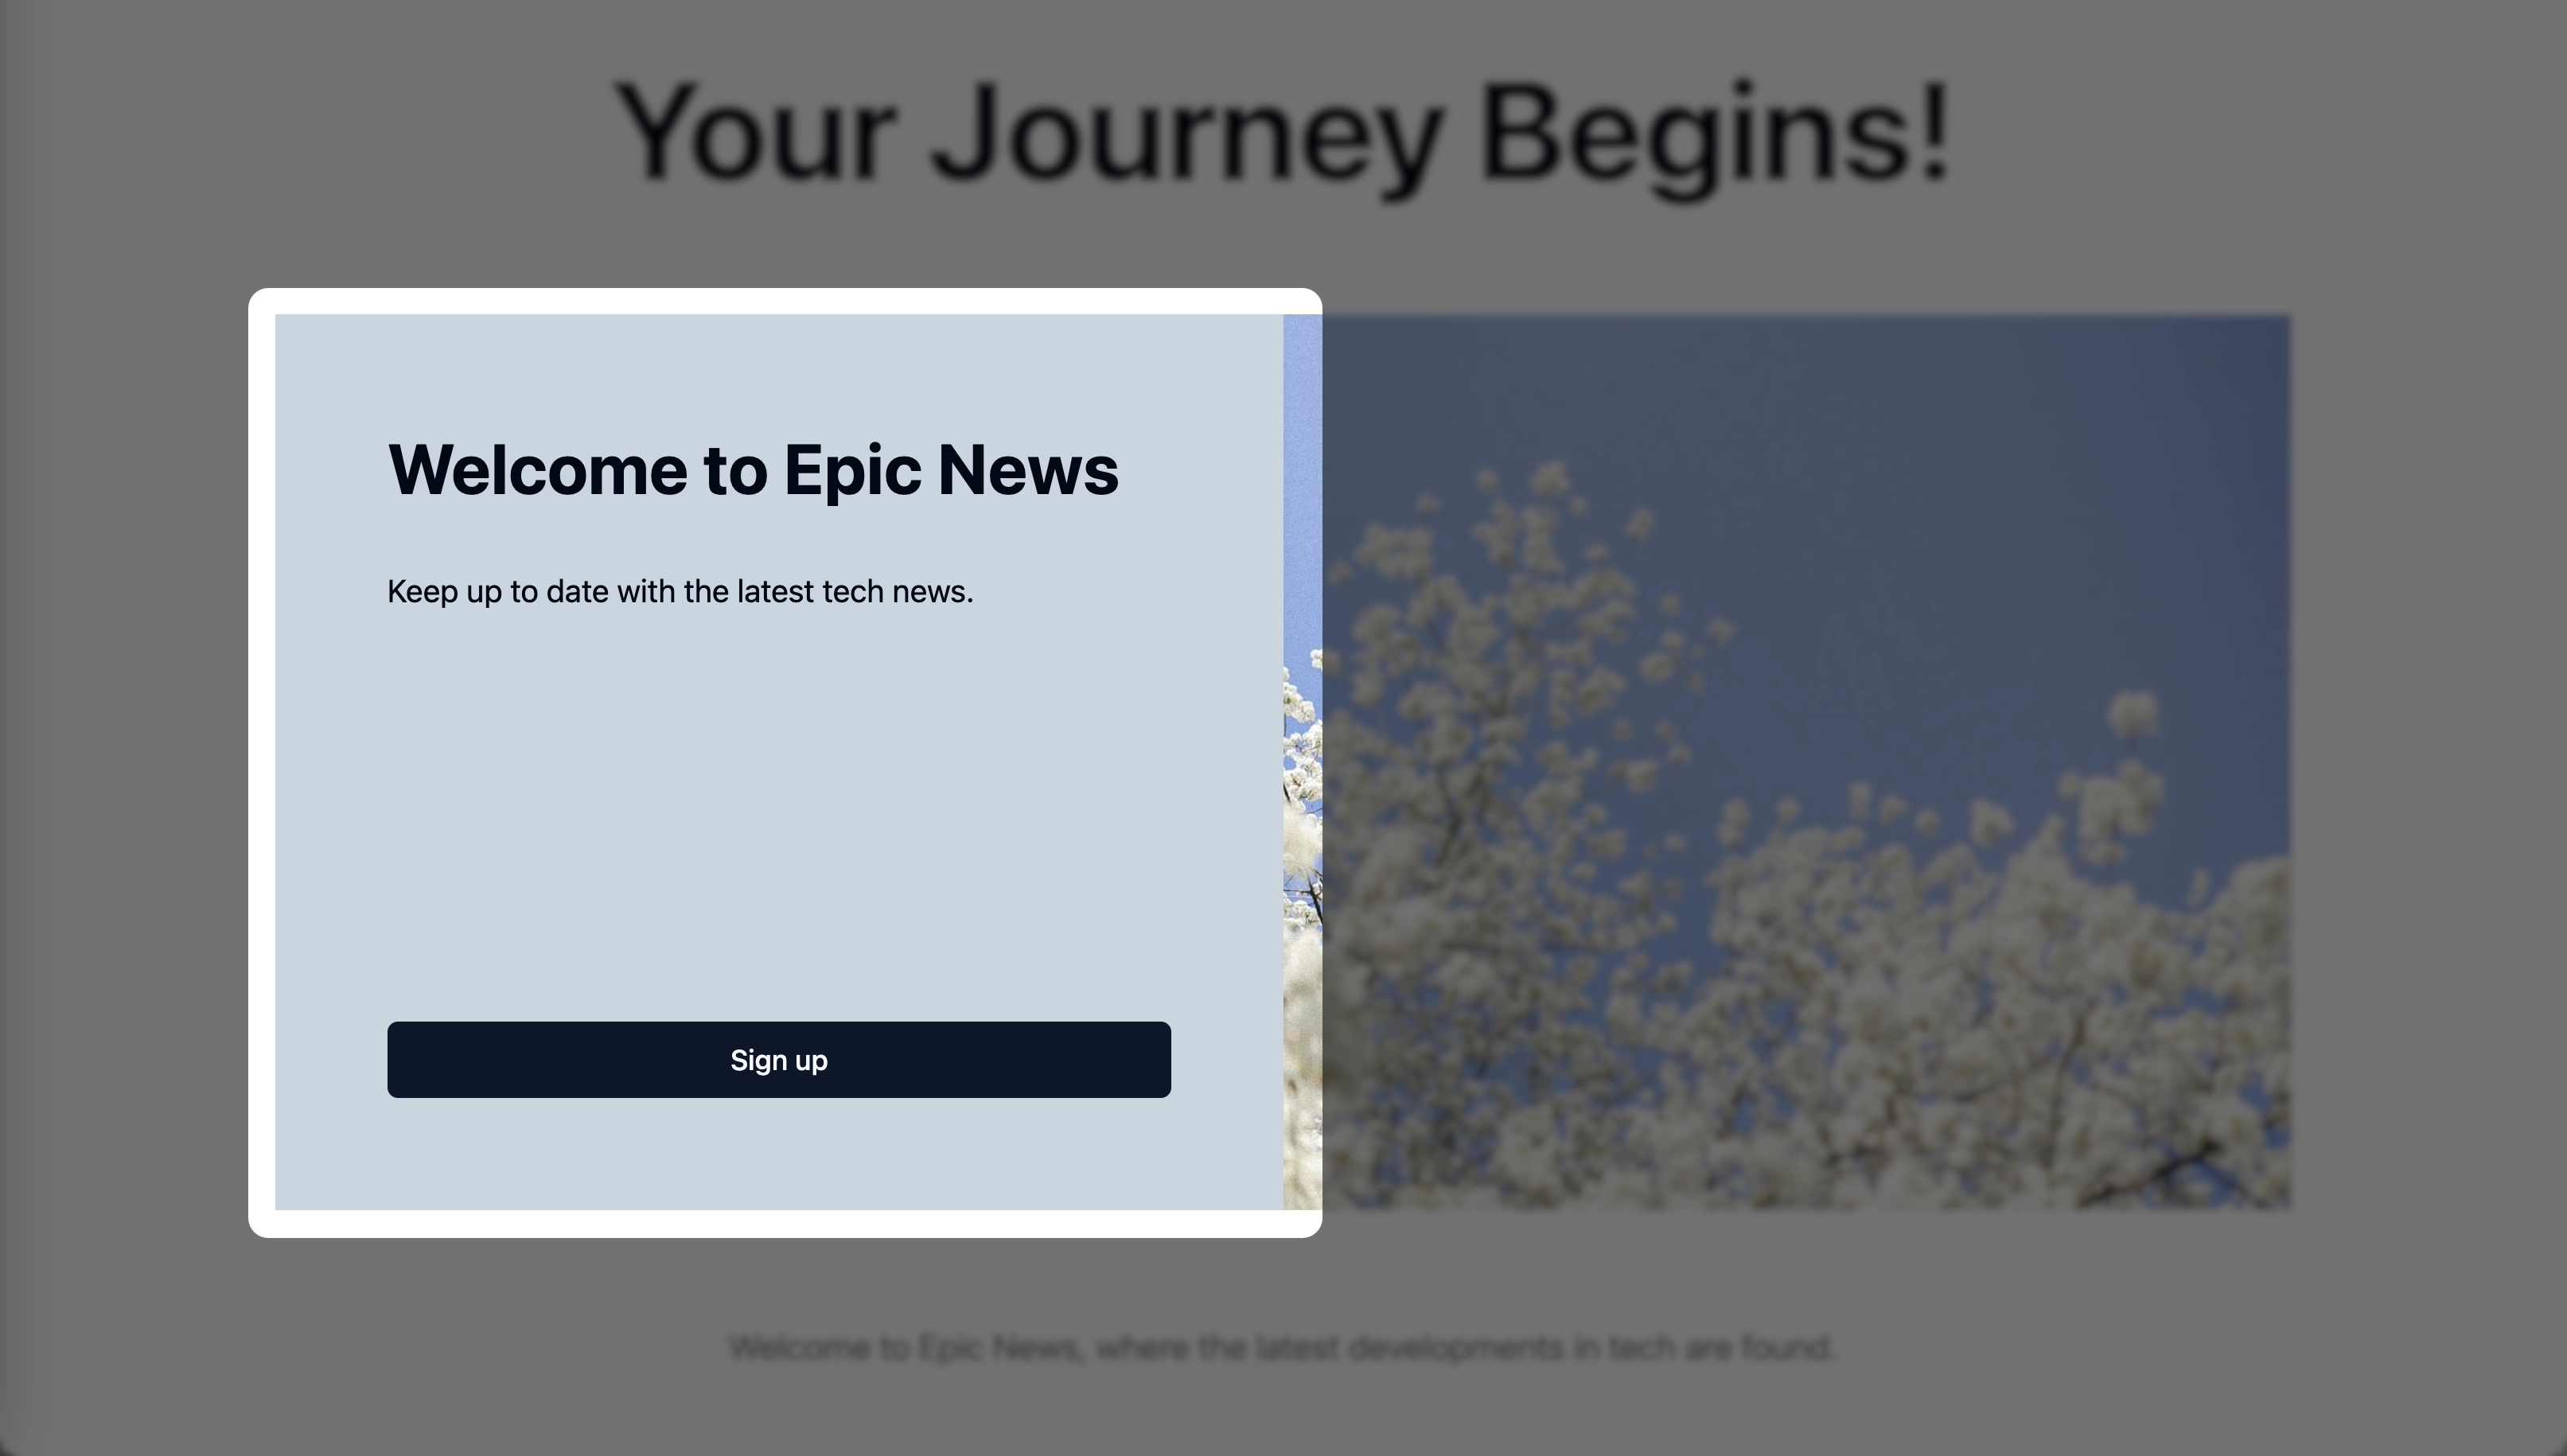 Your Journey Begins!
Welcome to Epic News
Keep up to date with the latest tech news.
Sign up
Welcome to Epic News, where the latest developments in tech are found.